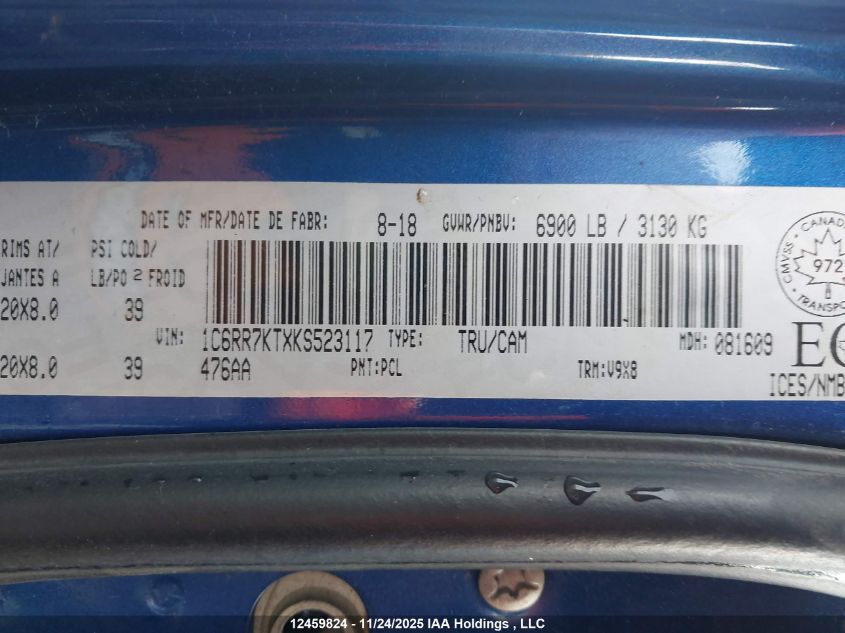 DATE OF MFR/DATE DE FABR: 8-18 GVWR/PNBV: 6900 LB / 3130 KG
RIMS AT/ PSI COLD/
JANTES A LB/PO 2 FROID
20X8.0 39
VIN: 1C6RR7KTXKS523117 TYPE: TRU/CAM MDH: 081609
20X8.0 39 476AA PNT:PCL TRM:V9X8
ICES/NMB
CMVSS CANADA
972
TRANSPO
12459824 - 11/24/2025 IAA Holdings , LLC